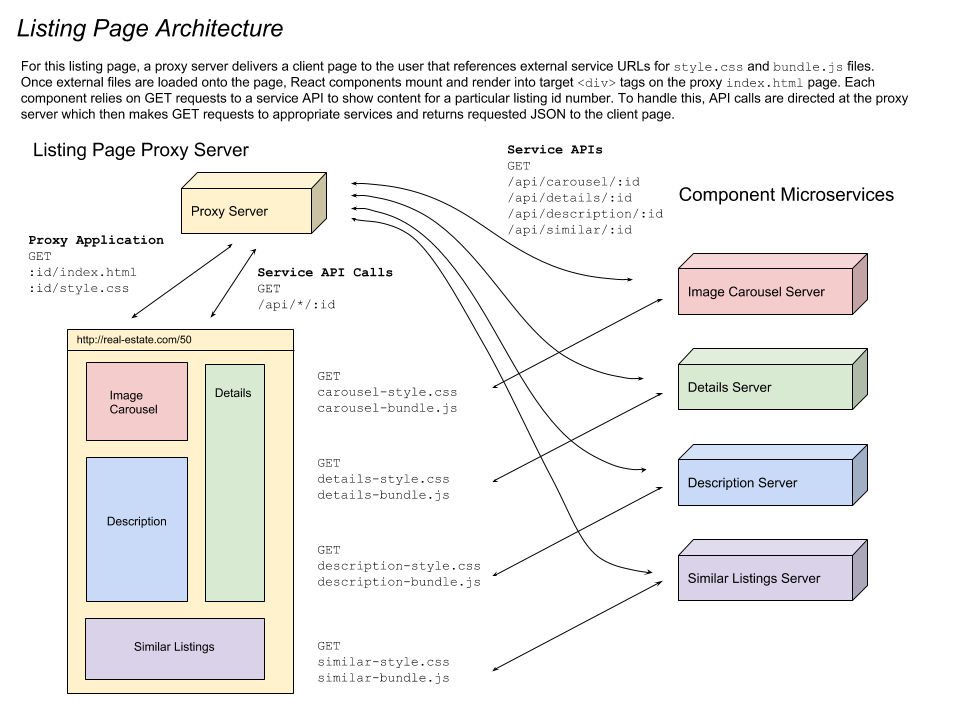 Listing Page Architecture
For this listing page, a proxy server delivers a client page to the user that references external service URLs for style.css and bundle.js files.
Once external files are loaded onto the page, React components mount and render into target <div> tags on the proxy index.html page. Each
component relies on GET requests to a service API to show content for a particular listing id number. To handle this, API calls are directed at the proxy
server which then makes GET requests to appropriate services and returns requested JSON to the client page.
Listing Page Proxy Server
Service APIs
GET
/api/carousel/:id
/api/details/:id
/api/description/:id
/api/similar/:id
Component Microservices
Proxy Server
Proxy Application
GET
:id/index.html
:id/style.css
Service API Calls
GET
/api/*/:id
Image Carousel Server
http://real-estate.com/50
Image
Carousel
Details
GET
carousel-style.css
carousel-bundle.js
Details Server
GET
details-style.css
details-bundle.js
Description Server
Description
GET
description-style.css
description-bundle.js
Similar Listings Server
Similar Listings
GET
similar-style.css
similar-bundle.js